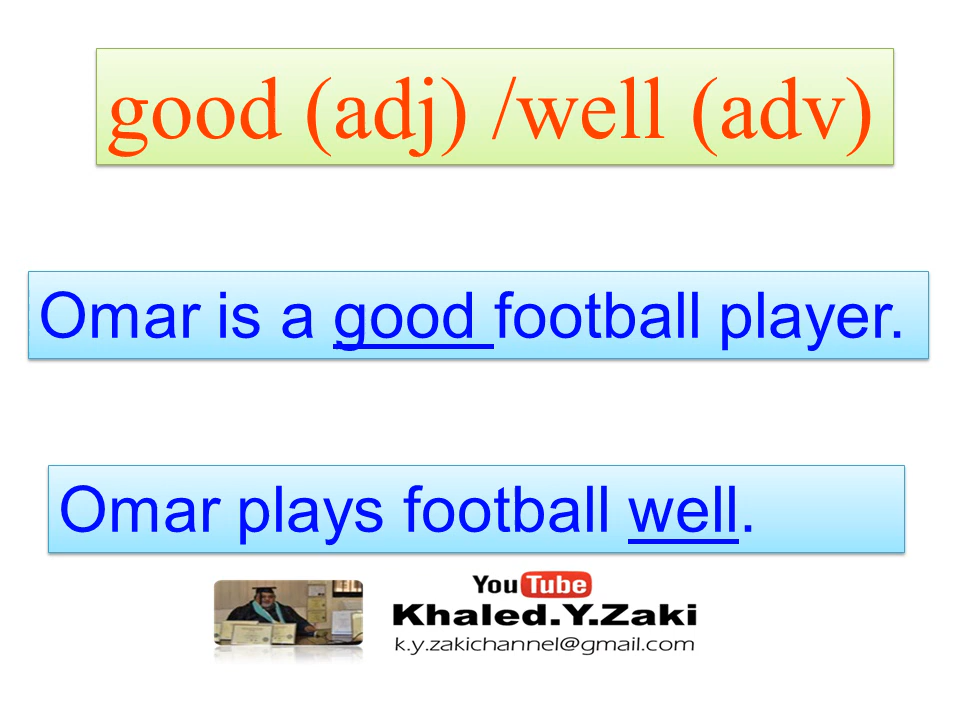 good (adj) /well (adv)
Omar is a good football player.
Omar plays football well.
YouTube
Khaled.Y.Zaki
k.y.zakichannel@gmail.com